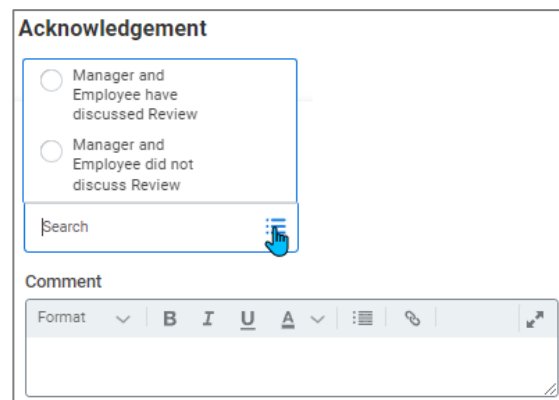 Acknowledgement
Manager and
Employee have
discussed Review
Manager and
Employee did not
discuss Review
Search
Comment
Format B I U A